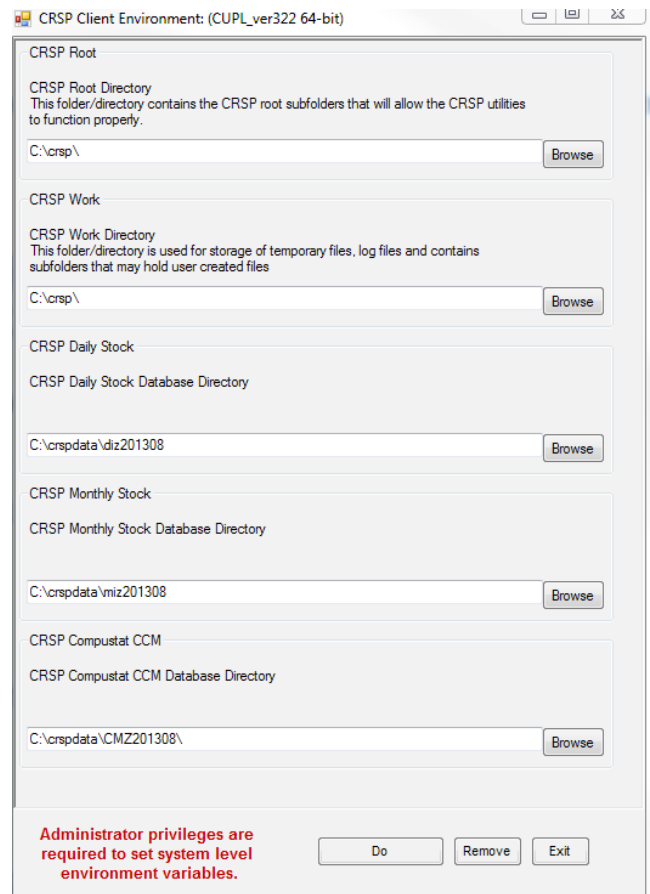 CRSP Client Environment: (CUPL_ver322 64-bit)
CRSP Root
CRSP Root Directory
This folder/directory contains the CRSP root subfolders that will allow the CRSP utilities
to function properly.
C:\crsp\
Browse
CRSP Work
CRSP Work Directory
This folder/directory is used for storage of temporary files, log files and contains
subfolders that may hold user created files
C:\crsp\
Browse
CRSP Daily Stock
CRSP Daily Stock Database Directory
C:\crspdata\diz201308
Browse
CRSP Monthly Stock
CRSP Monthly Stock Database Directory
C:\crspdata\miz201308
Browse
CRSP Compustat CCM
CRSP Compustat CCM Database Directory
C:\crspdata\CMZ201308\
Browse
Administrator privileges are
required to set system level
environment variables.
Do
Remove
Exit